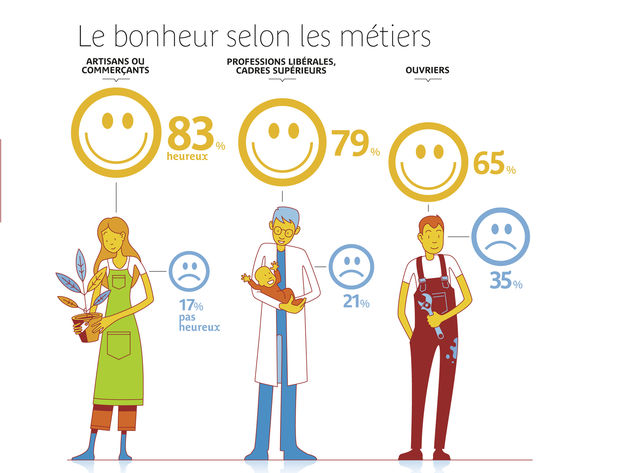 Le bonheur selon les métiers
ARTISANS OU
COMMERÇANTS
PROFESSIONS LIBÉRALES,
CADRES SUPÉRIEURS
OUVRIERS
83%
heureux
79%
65%
17%
pas
heureux
21%
35%